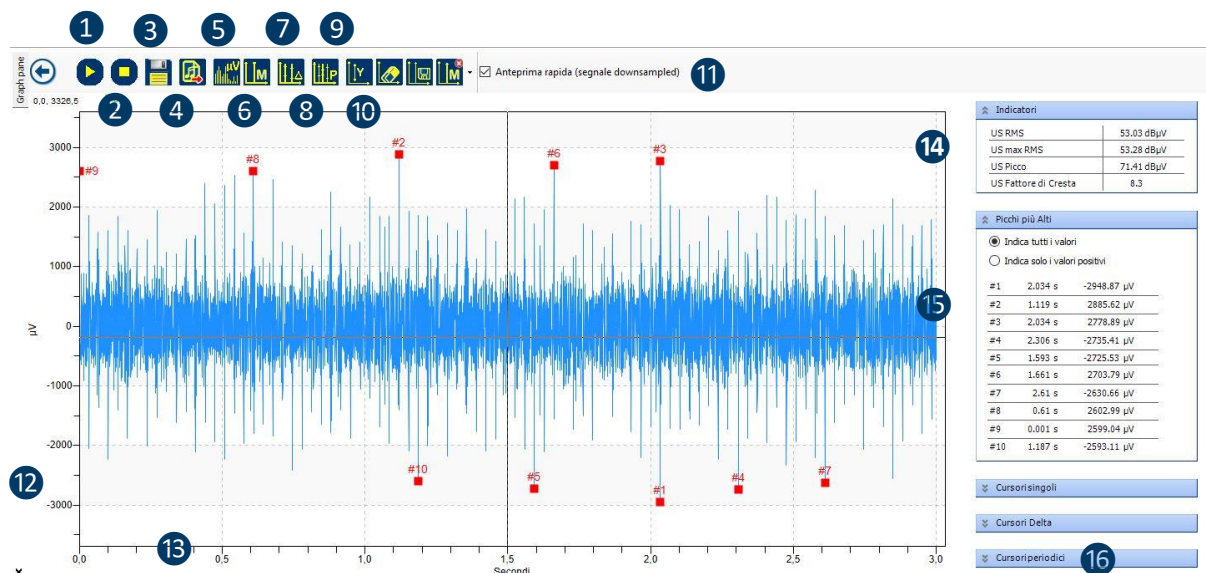 1
3
5
7
9
Graph pane
µV
M
P
Y
M
Anteprima rapida (segnale downsampled)
11
2
4
6
8
10
0,0, 3326,5
3000
2000
1000
0
-1000
-2000
-3000
µV
#9
#8
#2
#6
#3
#10
#5
#1
#4
#7
12
13
14
15
0,0
0,5
1,0
1,5
2,0
2,5
3,0
Secondi
Indicatori
US RMS 53.03 dBµV
US max RMS 53.28 dBµV
US Picco 71.41 dBµV
US Fattore di Cresta 8.3
Picchi più Alti
Indica tutti i valori
Indica solo i valori positivi
#1 2.034 s -2948.87 µV
#2 1.119 s 2885.62 µV
#3 2.034 s 2778.89 µV
#4 2.306 s -2735.41 µV
#5 1.593 s -2725.53 µV
#6 1.661 s 2703.79 µV
#7 2.61 s -2630.66 µV
#8 0.61 s 2602.99 µV
#9 0.001 s 2599.04 µV
#10 1.187 s -2593.11 µV
Cursori singoli
Cursori Delta
Cursori periodici
16